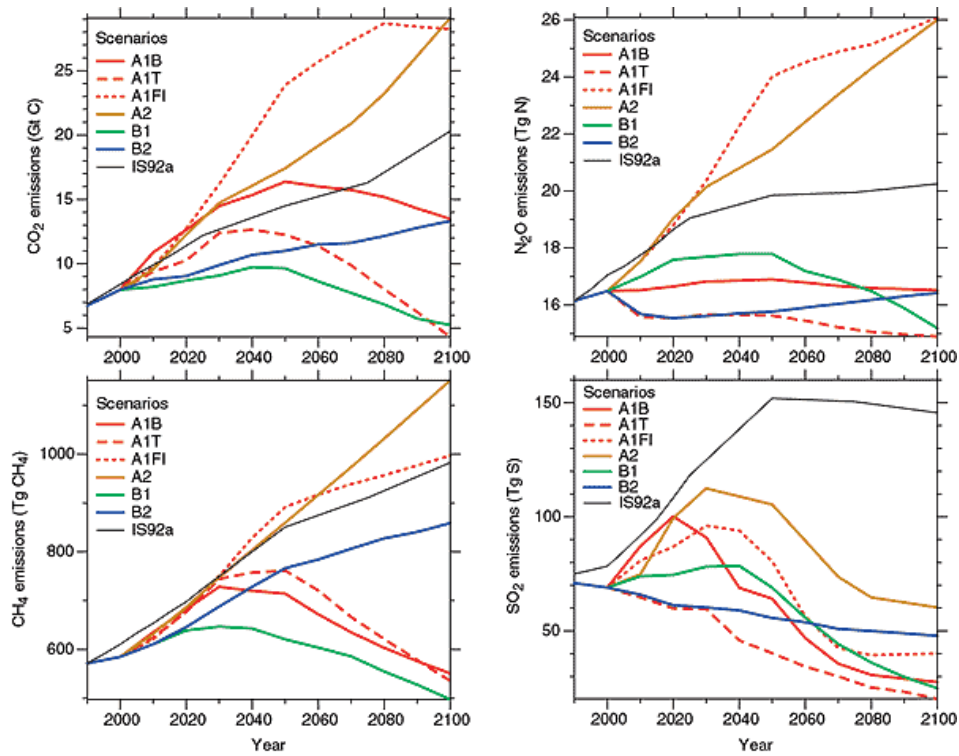 CO2 emissions (Gt C)
25
20
15
10
5
Scenarios
A1B
A1T
A1FI
A2
B1
B2
IS92a
2000 2020 2040 2060 2080 2100
N2O emissions (Tg N)
26
24
22
20
18
16
Scenarios
A1B
A1T
A1FI
A2
B1
B2
IS92a
2000 2020 2040 2060 2080 2100
CH4 emissions (Tg CH4)
1000
800
600
Scenarios
A1B
A1T
A1FI
A2
B1
B2
IS92a
2000 2020 2040 2060 2080 2100
Year
SO2 emissions (Tg S)
150
100
50
Scenarios
A1B
A1T
A1FI
A2
B1
B2
IS92a
2000 2020 2040 2060 2080 2100
Year